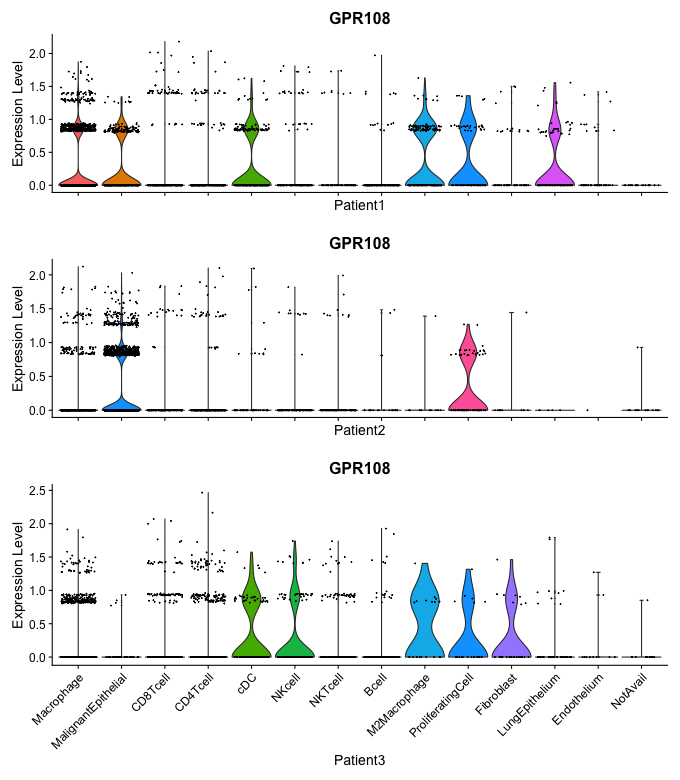 GPR108
Expression Level
2.0
1.5
1.0
0.5
0.0
Patient1
GPR108
Expression Level
2.0
1.5
1.0
0.5
0.0
Patient2
GPR108
Expression Level
2.5
2.0
1.5
1.0
0.5
0.0
Macrophage
MalignantEpithelial
CD8Tcell
CD4Tcell
cDC
NKcell
NKTcell
Bcell
M2Macrophage
ProliferatingCell
Fibroblast
LungEpithelium
Endothelium
NotAvail
Patient3